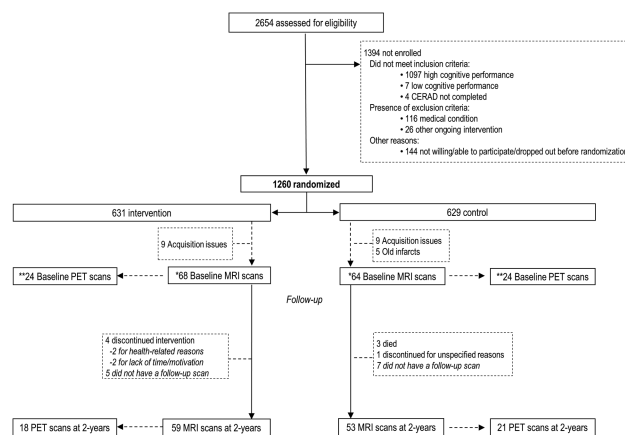 2654 assessed for eligibility
1394 not enrolled
Did not meet inclusion criteria:
• 1097 high cognitive performance
• 7 low cognitive performance
• 4 CERAD not completed
Presence of exclusion criteria:
• 116 medical condition
• 26 other ongoing intervention
Other reasons:
• 144 not willing/able to participate/dropped out before randomization
1260 randomized
631 intervention
629 control
9 Acquisition issues
9 Acquisition issues
5 Old infarcts
**24 Baseline PET scans
*68 Baseline MRI scans
*64 Baseline MRI scans
**24 Baseline PET scans
Follow-up
4 discontinued intervention
-2 for health-related reasons
-2 for lack of time/motivation
5 did not have a follow-up scan
3 died
1 discontinued for unspecified reasons
7 did not have a follow-up scan
18 PET scans at 2-years
59 MRI scans at 2-years
53 MRI scans at 2-years
21 PET scans at 2-years